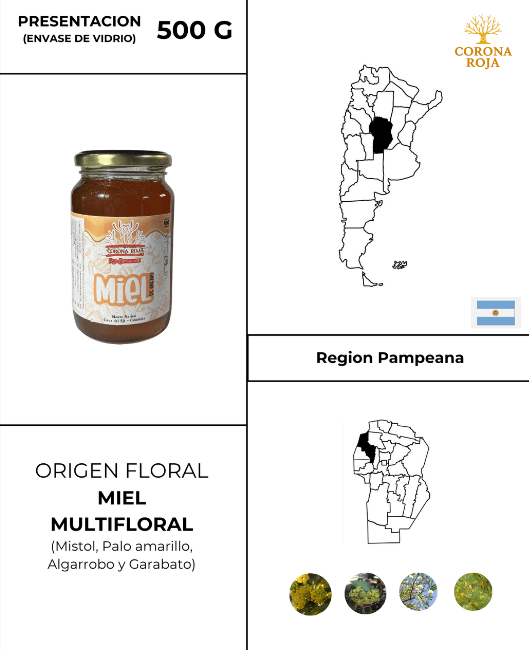 PRESENTACION
(ENVASE DE VIDRIO)
500 G
CORONA
ROJA
CORONA ROJA
MIEL
Region Pampeana
ORIGEN FLORAL
MIEL
MULTIFLORAL
(Mistol, Palo amarillo,
Algarrobo y Garabato)